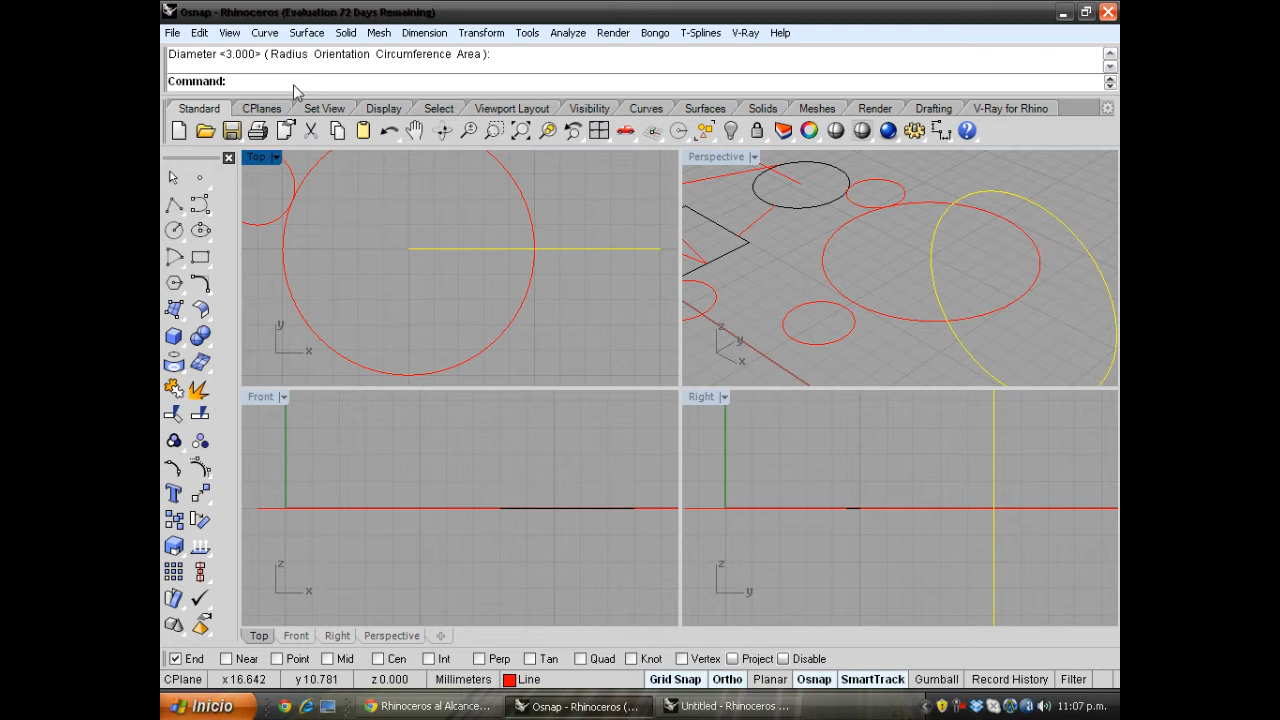 Osnap - Rhinoceros (Evaluation 72 Days Remaining)
File Edit View Curve Surface Solid Mesh Dimension Transform Tools Analyze Render Bongo T-Splines V-Ray Help
Diameter <3.000> ( Radius Orientation Circumference Area ):
Command:
Standard CPlanes Set View Display Select Viewport Layout Visibility Curves Surfaces Solids Meshes Render Drafting V-Ray for Rhino
Top Perspective
y x z y x
Front Right
z x z y
Top Front Right Perspective
End Near Point Mid Cen Int Perp Tan Quad Knot Vertex Project Disable
CPlane x 16.642 y 10.781 z 0.000 Millimeters Line Grid Snap Ortho Planar Osnap SmartTrack Gumball Record History Filter
Inicio Rhinoceros al Alcance... Osnap - Rhinoceros (... Untitled - Rhinoceros ... 11:07 p.m.